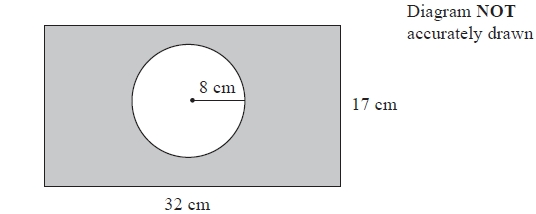 Diagram NOT
accurately drawn
8 cm
17 cm
32 cm